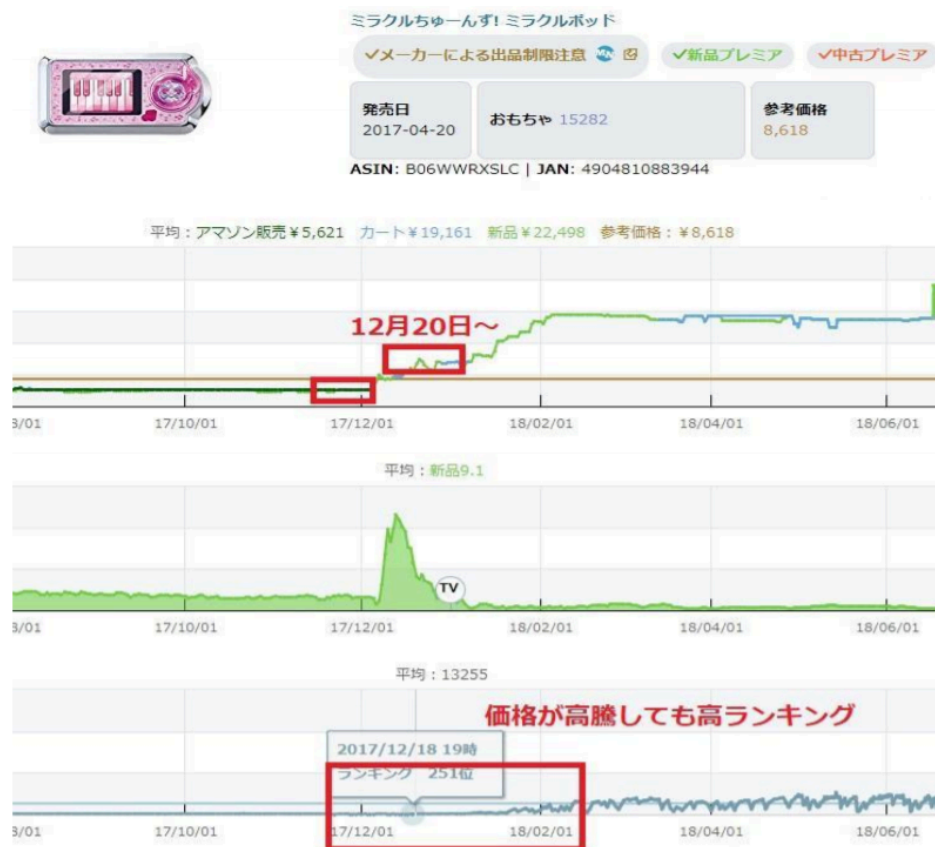 ミラクルちゅーんず! ミラクルポッド
✓メーカーによる出品制限注意 ✓新品プレミア ✓中古プレミア
発売日
2017-04-20
おもちゃ 15282
参考価格
8,618
ASIN: B06WWRXSLC | JAN: 4904810883944
平均：アマゾン販売¥5,621 カート¥19,161 新品¥22,498 参考価格：¥8,618
12月20日～
8/01 17/10/01 17/12/01 18/02/01 18/04/01 18/06/01
平均：新品9.1
TV
8/01 17/10/01 17/12/01 18/02/01 18/04/01 18/06/01
平均：13255
価格が高騰しても高ランキング
2017/12/18 19時
ランキング 251位
8/01 17/10/01 17/12/01 18/02/01 18/04/01 18/06/01